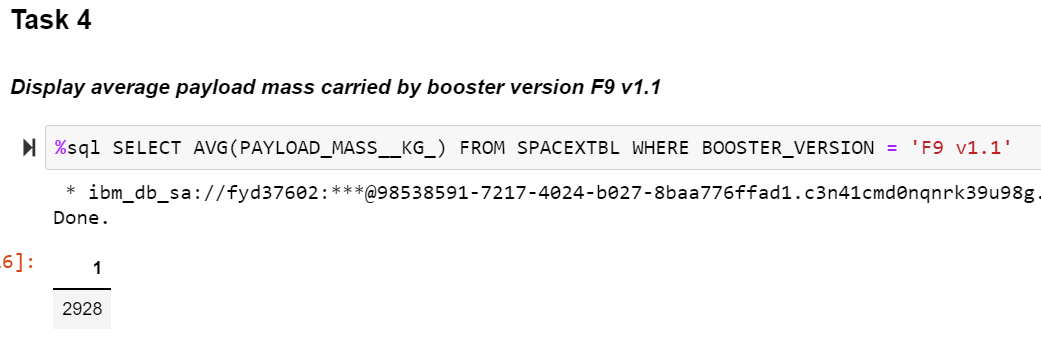 Task 4
Display average payload mass carried by booster version F9 v1.1
%sql SELECT AVG(PAYLOAD_MASS__KG_) FROM SPACEXTBL WHERE BOOSTER_VERSION = 'F9 v1.1'
* ibm_db_sa://fyd37602:***@98538591-7217-4024-b027-8baa776ffad1.c3n41cmd0nqnrk39u98g.
Done.
6]:
1
2928